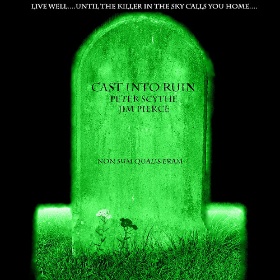 LIVE WELL....UNTIL THE KILLER IN THE SKY CALLS YOU HOME....
CAST INTO RUIN
PETER SCYTHE
JIM PIERCE
NON SUM QUALIS ERAM